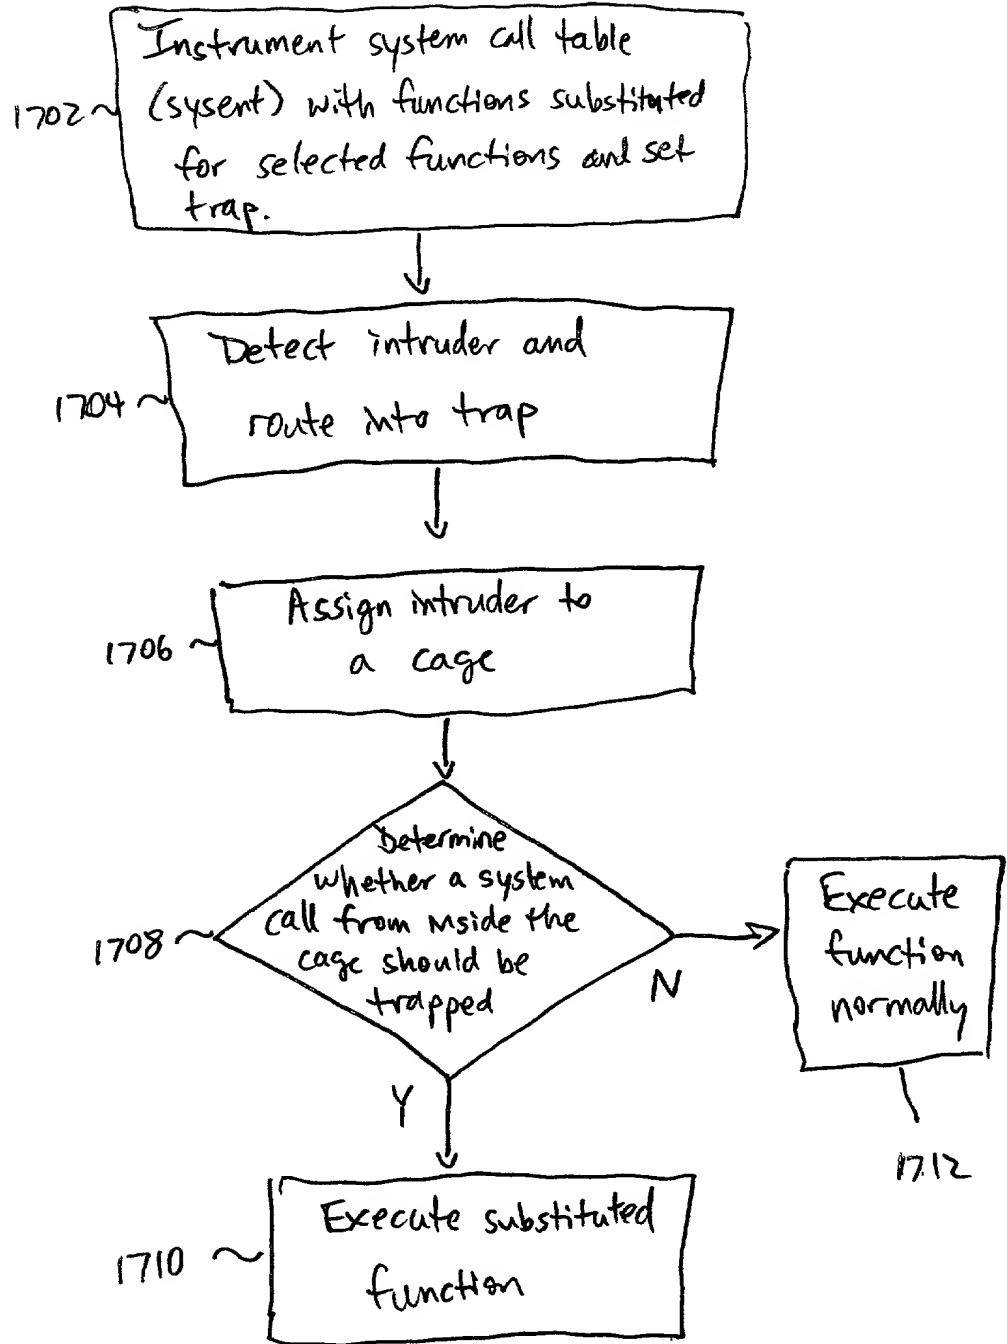 Instrument system call table
1702
(sysent) with functions substituted
for selected functions and set
trap.
Detect intruder and
1704
route into trap
Assign intruder to
1706
a cage
Determine
whether a system
call from inside the
1708
cage should be
trapped
N
Execute
function
normally
Y
1712
Execute substituted
1710
function